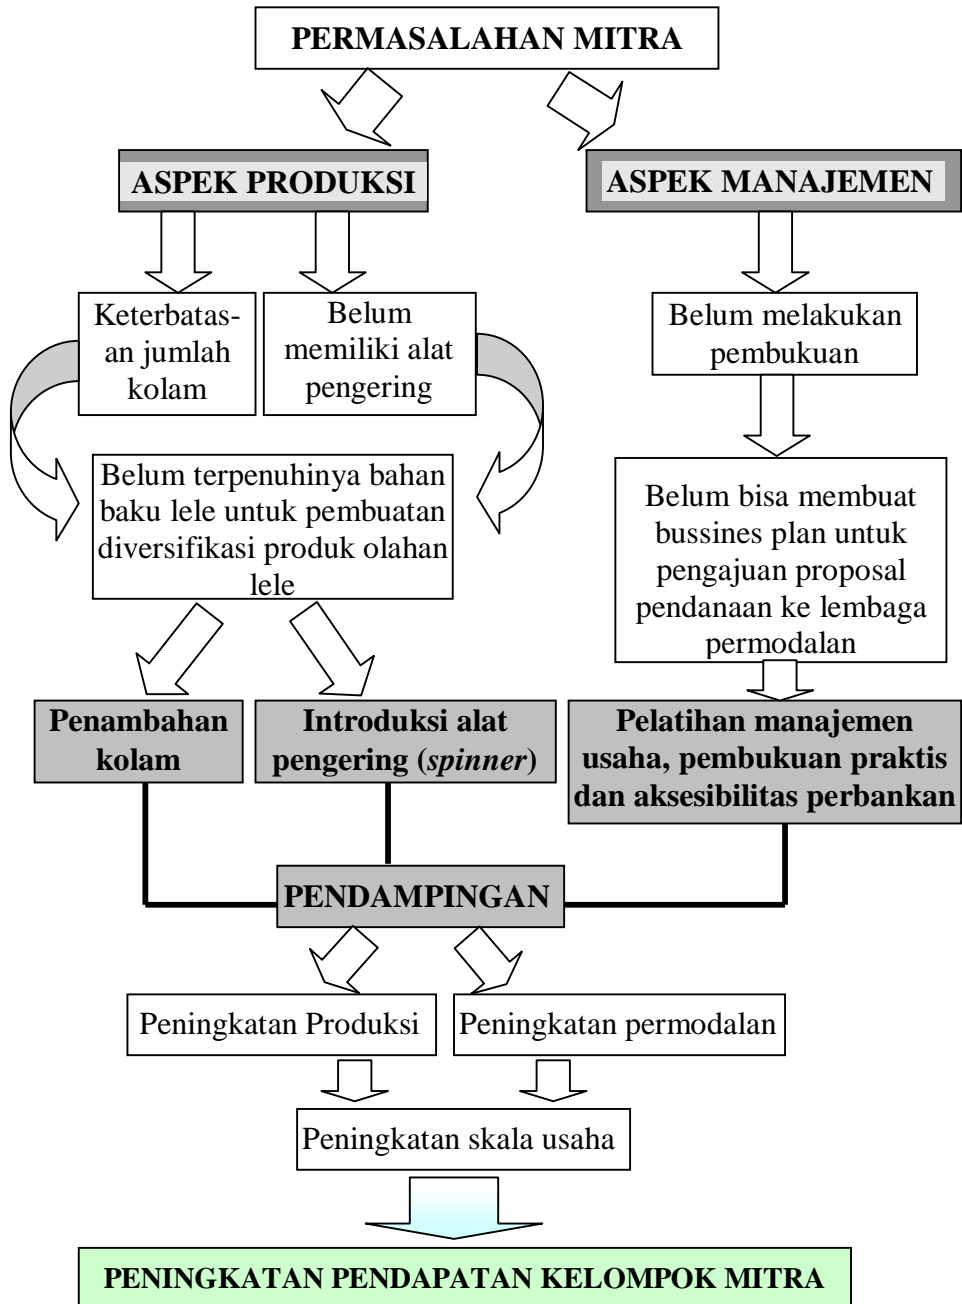 PERMASALAHAN MITRA
ASPEK PRODUKSI
ASPEK MANAJEMEN
Keterbatas-
an jumlah
kolam
Belum
memiliki alat
pengering
Belum melakukan
pembukuan
Belum terpenuhinya bahan
baku lele untuk pembuatan
diversifikasi produk olahan
lele
Belum bisa membuat
bussines plan untuk
pengajuan proposal
pendanaan ke lembaga
permodalan
Penambahan
kolam
Introduksi alat
pengering (spinner)
Pelatihan manajemen
usaha, pembukuan praktis
dan aksesibilitas perbankan
PENDAMPINGAN
Peningkatan Produksi
Peningkatan permodalan
Peningkatan skala usaha
PENINGKATAN PENDAPATAN KELOMPOK MITRA